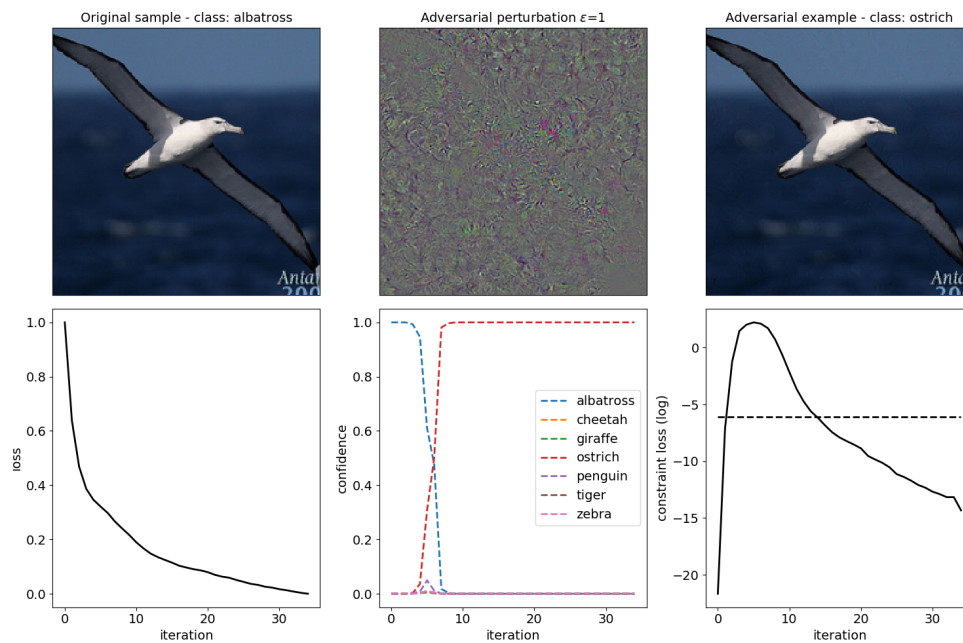 Original sample - class: albatross
Adversarial perturbation ε=1
Adversarial example - class: ostrich
Anta
200
Anta
loss
1.0
0.8
0.6
0.4
0.2
0.0
0
10
20
30
iteration
confidence
1.0
0.8
0.6
0.4
0.2
0.0
albatross
cheetah
giraffe
ostrich
penguin
tiger
zebra
0
10
20
30
iteration
constraint loss (log)
0
−5
−10
−15
−20
0
10
20
30
iteration